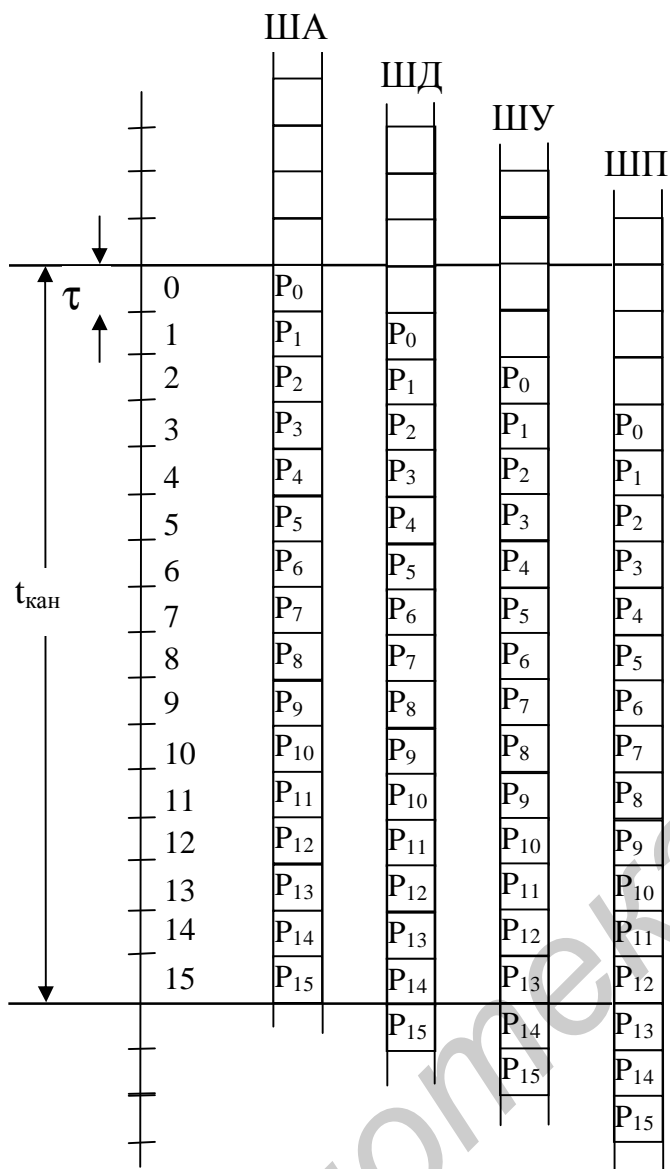 ША
ШД
ШУ
ШП
τ
0 P₀
1 P₁ P₀
2 P₂ P₁ P₀
3 P₃ P₂ P₁ P₀
4 P₄ P₃ P₂ P₁
5 P₅ P₄ P₃ P₂
6 P₆ P₅ P₄ P₃
tкан
7 P₇ P₆ P₅ P₄
8 P₈ P₇ P₆ P₅
9 P₉ P₈ P₇ P₆
10 P₁₀ P₉ P₈ P₇
11 P₁₁ P₁₀ P₉ P₈
12 P₁₂ P₁₁ P₁₀ P₉
13 P₁₃ P₁₂ P₁₁ P₁₀
14 P₁₄ P₁₃ P₁₂ P₁₁
15 P₁₅ P₁₄ P₁₃ P₁₂
P₁₅ P₁₄ P₁₃
P₁₅ P₁₄
P₁₅